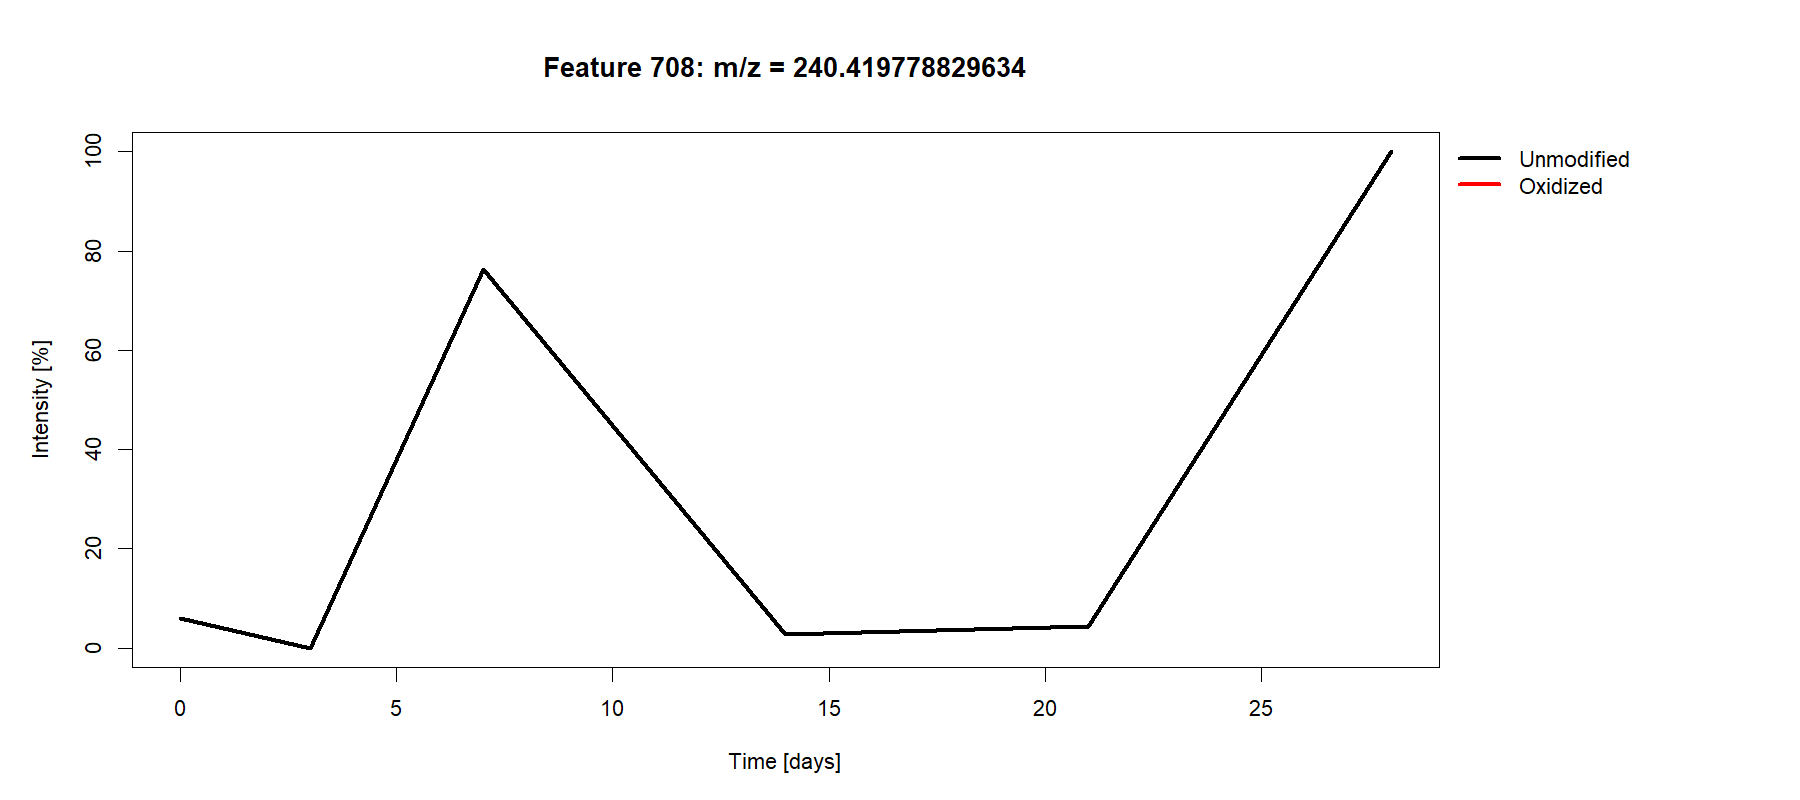 Feature 708: m/z = 240.419778829634
100
80
60
40
20
0
Intensity [%]
Unmodified
Oxidized
0 5 10 15 20 25
Time [days]